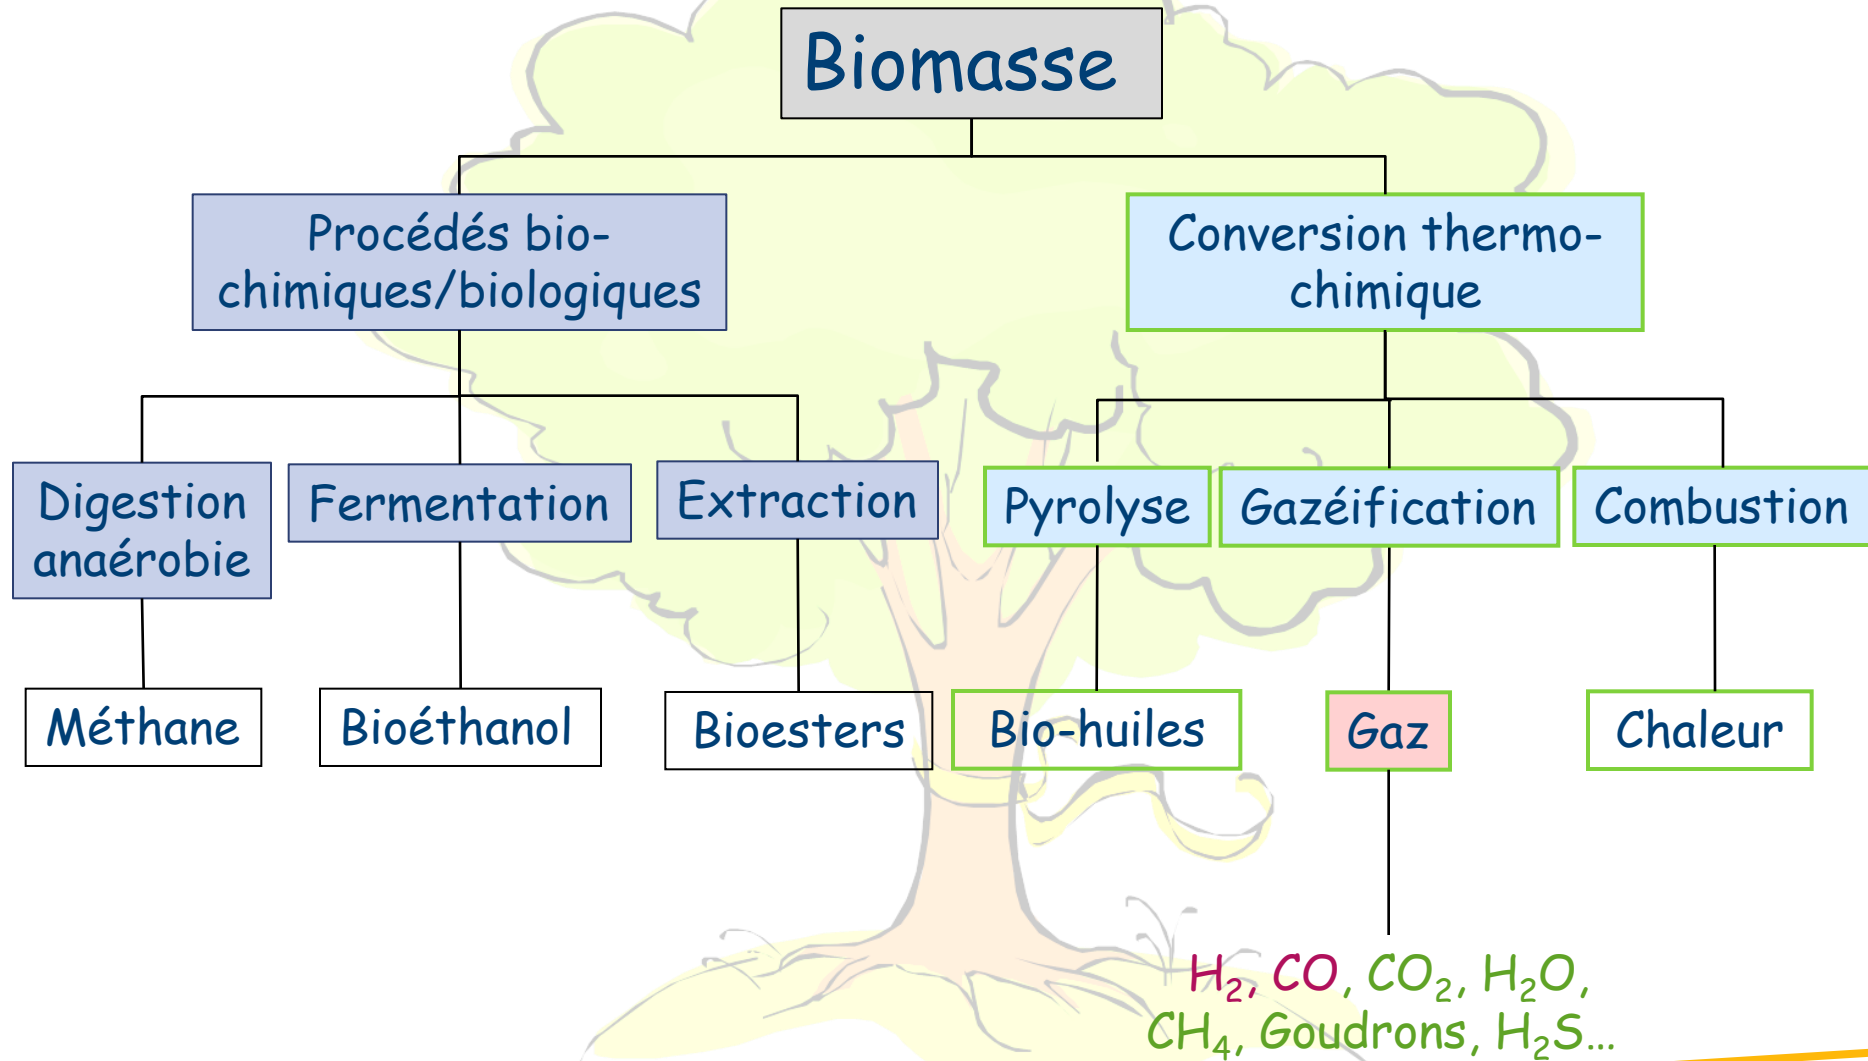 Biomasse
Procédés bio-
chimiques/biologiques
Conversion thermo-
chimique
Digestion
anaérobie
Fermentation
Extraction
Pyrolyse
Gazéification
Combustion
Méthane
Bioéthanol
Bioesters
Bio-huiles
Gaz
Chaleur
H₂, CO, CO₂, H₂O,
CH₄, Goudrons, H₂S...